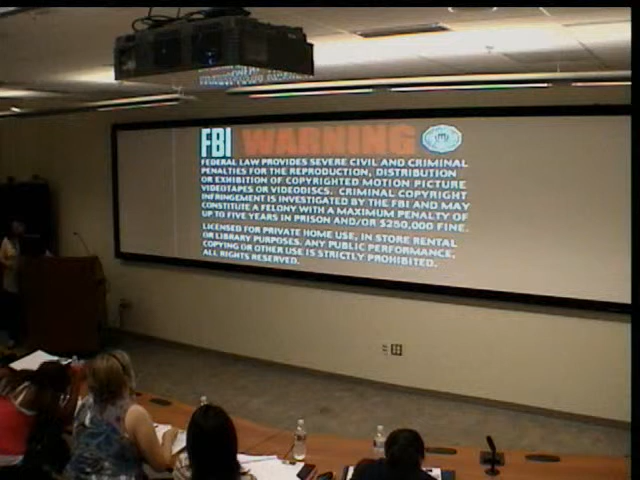 FBI WARNING
FEDERAL LAW PROVIDES SEVERE CIVIL AND CRIMINAL
PENALTIES FOR THE REPRODUCTION, DISTRIBUTION
OR EXHIBITION OF COPYRIGHTED MOTION PICTURE
VIDEOTAPES OR VIDEODISCS. CRIMINAL COPYRIGHT
INFRINGEMENT IS INVESTIGATED BY THE FBI AND MAY
CONSTITUTE A FELONY WITH A MAXIMUM PENALTY OF
UP TO FIVE YEARS IN PRISON AND/OR $250,000 FINE.
LICENSED FOR PRIVATE HOME USE, IN STORE RENTAL
OR LIBRARY PURPOSES. ANY PUBLIC PERFORMANCE,
COPYING OR OTHER USE IS STRICTLY PROHIBITED.
ALL RIGHTS RESERVED.